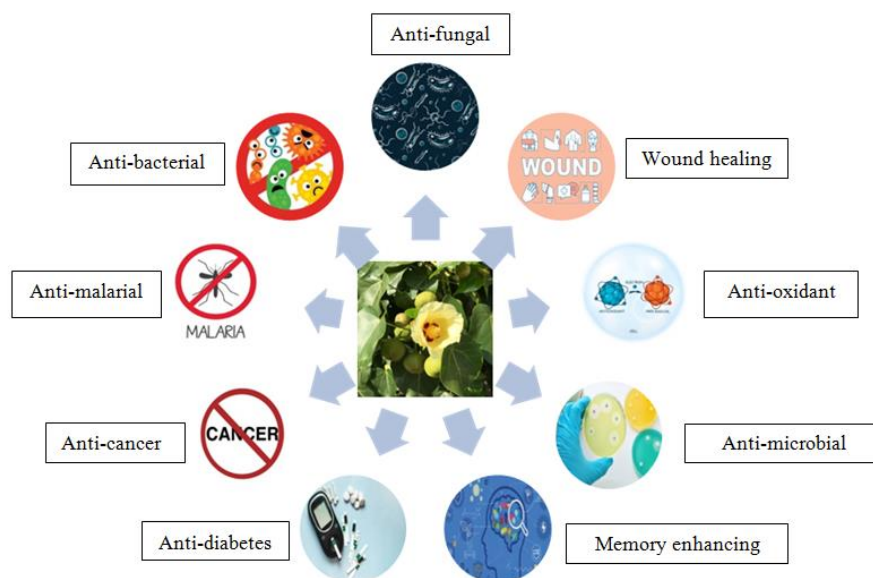 Anti-fungal
Anti-bacterial
WOUND
Wound healing
Anti-malarial
MALARIA
Anti-oxidant
Anti-cancer
CANCER
Anti-microbial
Anti-diabetes
Memory enhancing